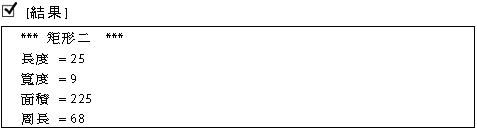 [結果]
*** 矩形二 ***
長度 = 25
寬度 = 9
面積 = 225
周長 = 68